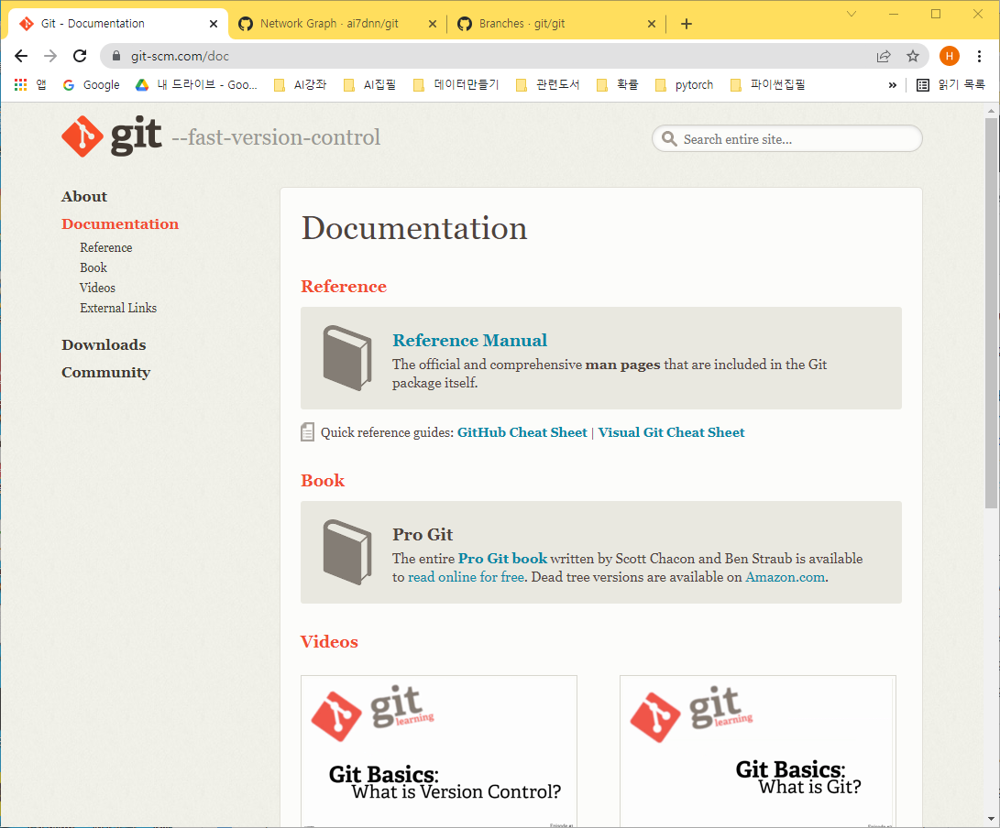 Git - Documentation
Network Graph · ai7dnn/git
Branches · git/git
git-scm.com/doc
H
앱
Google
내 드라이브 - Goo...
AI강좌
AI집필
데이터만들기
관련도서
확률
pytorch
파이썬집필
»
읽기 목록
git --fast-version-control
Search entire site...
About
Documentation
Reference
Book
Videos
External Links
Downloads
Community
Documentation
Reference
Reference Manual
The official and comprehensive man pages that are included in the Git
package itself.
Quick reference guides: GitHub Cheat Sheet | Visual Git Cheat Sheet
Book
Pro Git
The entire Pro Git book written by Scott Chacon and Ben Straub is available
to read online for free. Dead tree versions are available on Amazon.com.
Videos
git
learning
Git Basics:
What is Version Control?
git
learning
Git Basics:
What is Git?